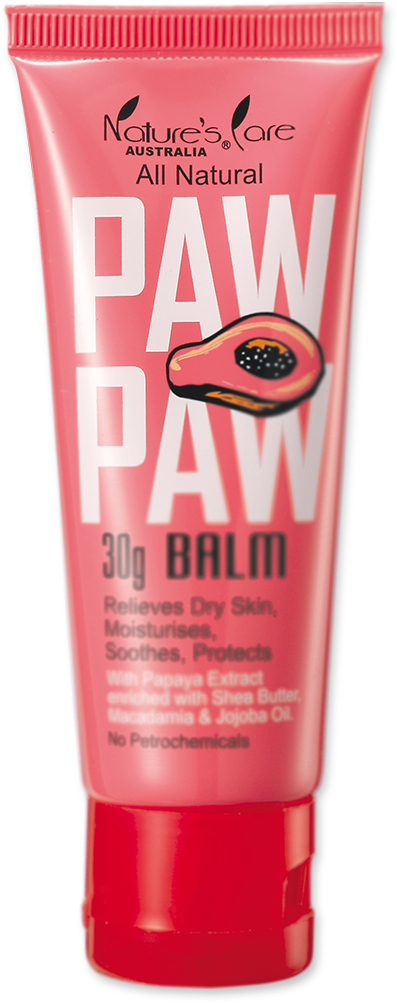 Nature's Care
AUSTRALIA ®
All Natural
PAW
PAW
30g BALM
Relieves Dry Skin,
Moisturises,
Soothes, Protects
With Papaya Extract
enriched with Shea Butter,
Macadamia & Jojoba Oil.
No Petrochemicals